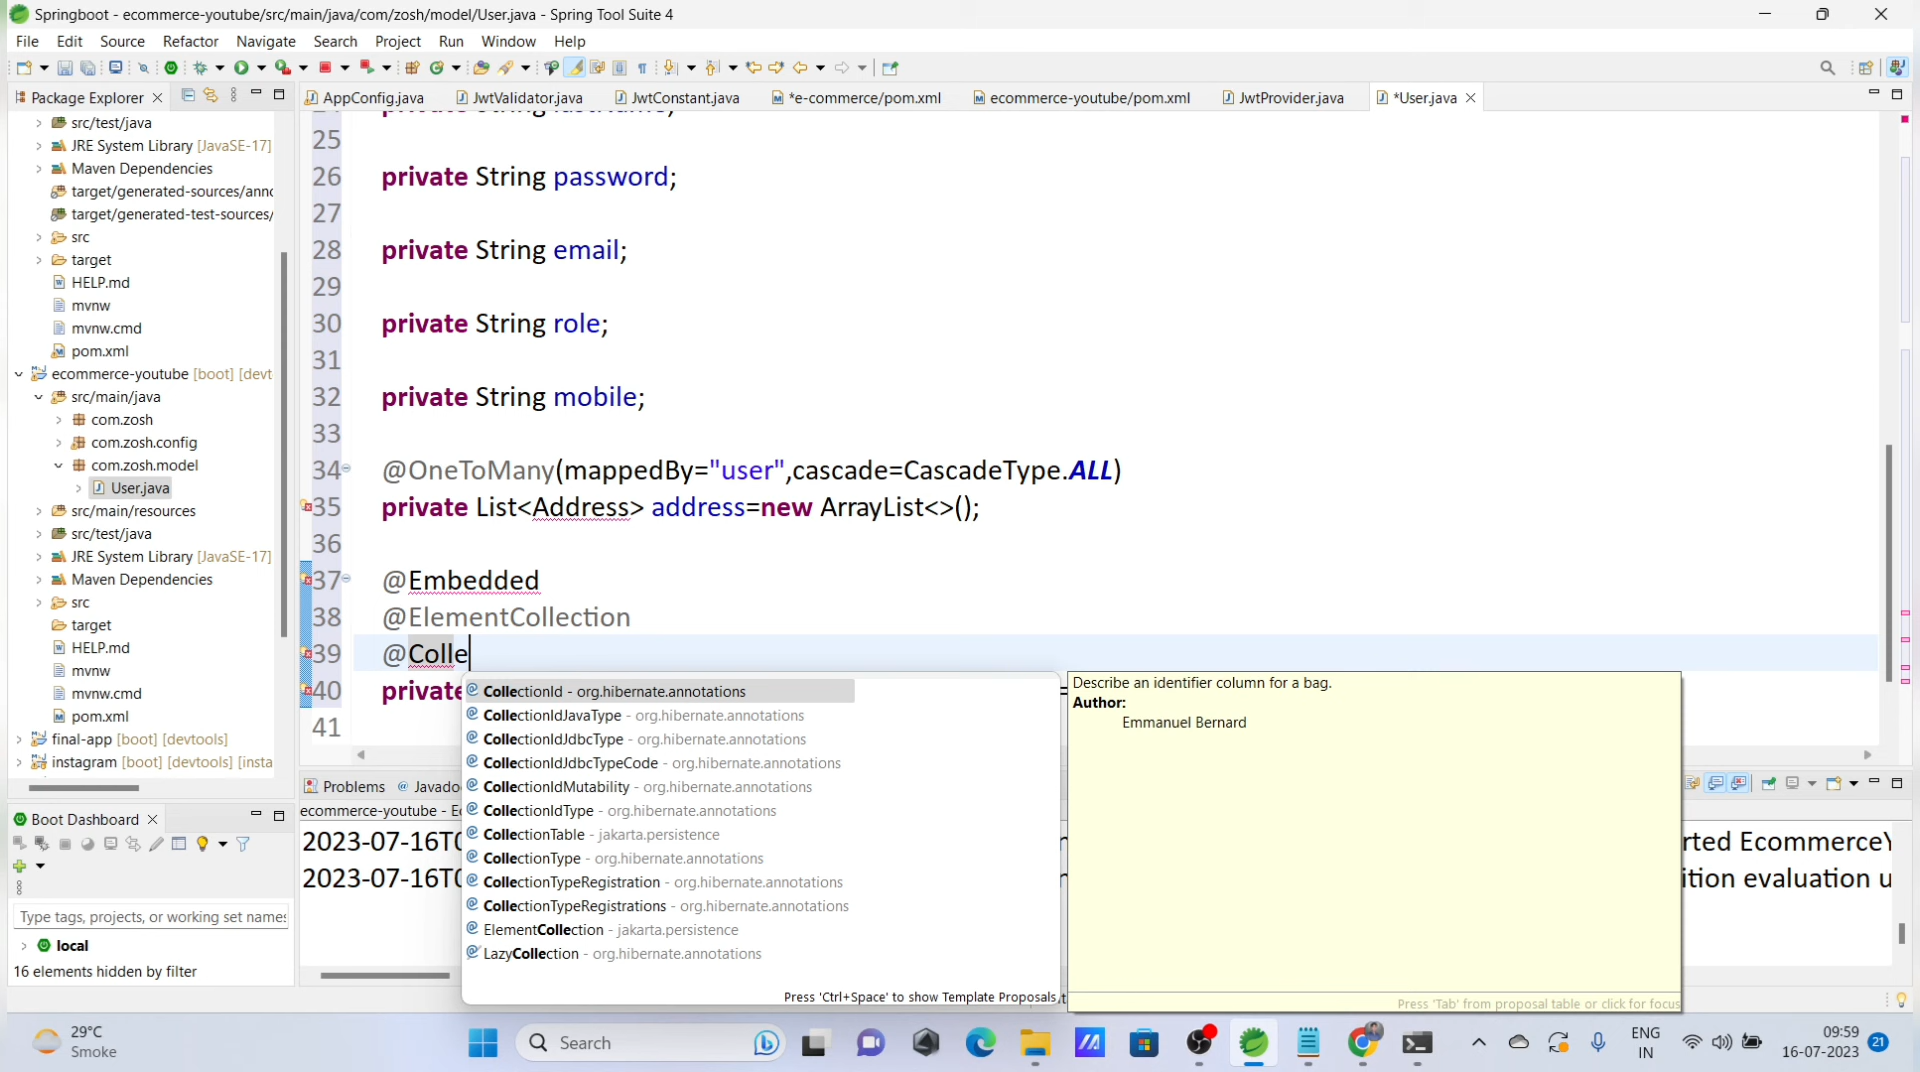 Springboot - ecommerce-youtube/src/main/java/com/zosh/model/User.java - Spring Tool Suite 4
File Edit Source Refactor Navigate Search Project Run Window Help
Package Explorer
AppConfig.java JwtValidator.java JwtConstant.java *e-commerce/pom.xml ecommerce-youtube/pom.xml JwtProvider.java *User.java
src/test/java
JRE System Library [JavaSE-17]
Maven Dependencies
target/generated-sources/anno
target/generated-test-sources/
src
target
HELP.md
mvnw
mvnw.cmd
pom.xml
ecommerce-youtube [boot] [devt
src/main/java
com.zosh
com.zosh.config
com.zosh.model
User.java
src/main/resources
src/test/java
JRE System Library [JavaSE-17]
Maven Dependencies
src
target
HELP.md
mvnw
mvnw.cmd
pom.xml
final-app [boot] [devtools]
instagram [boot] [devtools] [insta
25
26 private String password;
27
28 private String email;
29
30 private String role;
31
32 private String mobile;
33
34 @OneToMany(mappedBy="user",cascade=CascadeType.ALL)
35 private List<Address> address=new ArrayList<>();
36
37 @Embedded
38 @ElementCollection
39 @Colle
40 private
41
CollectionId - org.hibernate.annotations
CollectionIdJavaType - org.hibernate.annotations
CollectionIdJdbcType - org.hibernate.annotations
CollectionIdJdbcTypeCode - org.hibernate.annotations
CollectionIdMutability - org.hibernate.annotations
CollectionIdType - org.hibernate.annotations
CollectionTable - jakarta.persistence
CollectionType - org.hibernate.annotations
CollectionTypeRegistration - org.hibernate.annotations
CollectionTypeRegistrations - org.hibernate.annotations
ElementCollection - jakarta.persistence
LazyCollection - org.hibernate.annotations
Press 'Ctrl+Space' to show Template Proposals
Describe an identifier column for a bag.
Author:
Emmanuel Bernard
Press 'Tab' from proposal table or click for focus
Problems Javado
ecommerce-youtube - Ec
2023-07-16T0
rted EcommerceY
2023-07-16T0
ition evaluation u
Boot Dashboard
Type tags, projects, or working set names
local
16 elements hidden by filter
29°C
Smoke
Search
ENG
IN
09:59
16-07-2023
21